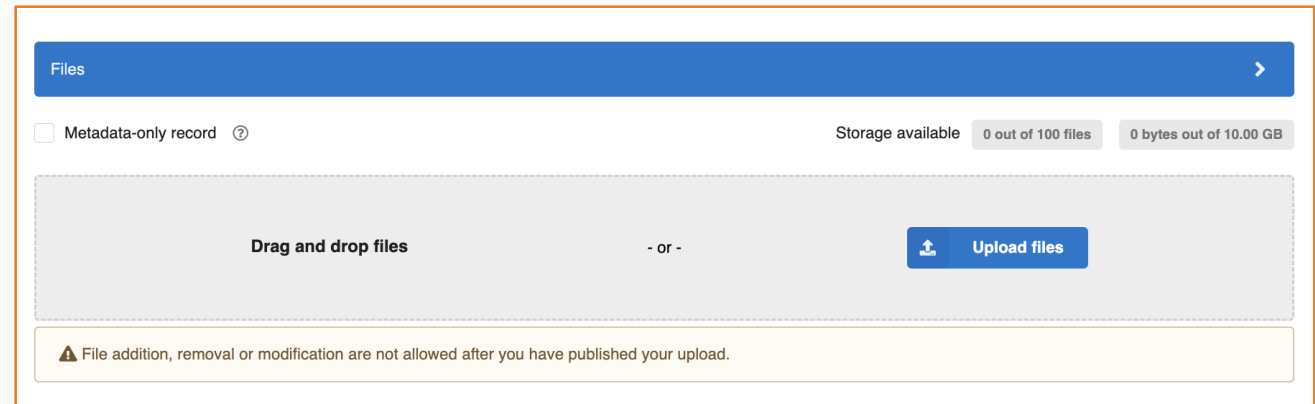 Files
Metadata-only record
Storage available 0 out of 100 files 0 bytes out of 10.00 GB
Drag and drop files - or - Upload files
File addition, removal or modification are not allowed after you have published your upload.